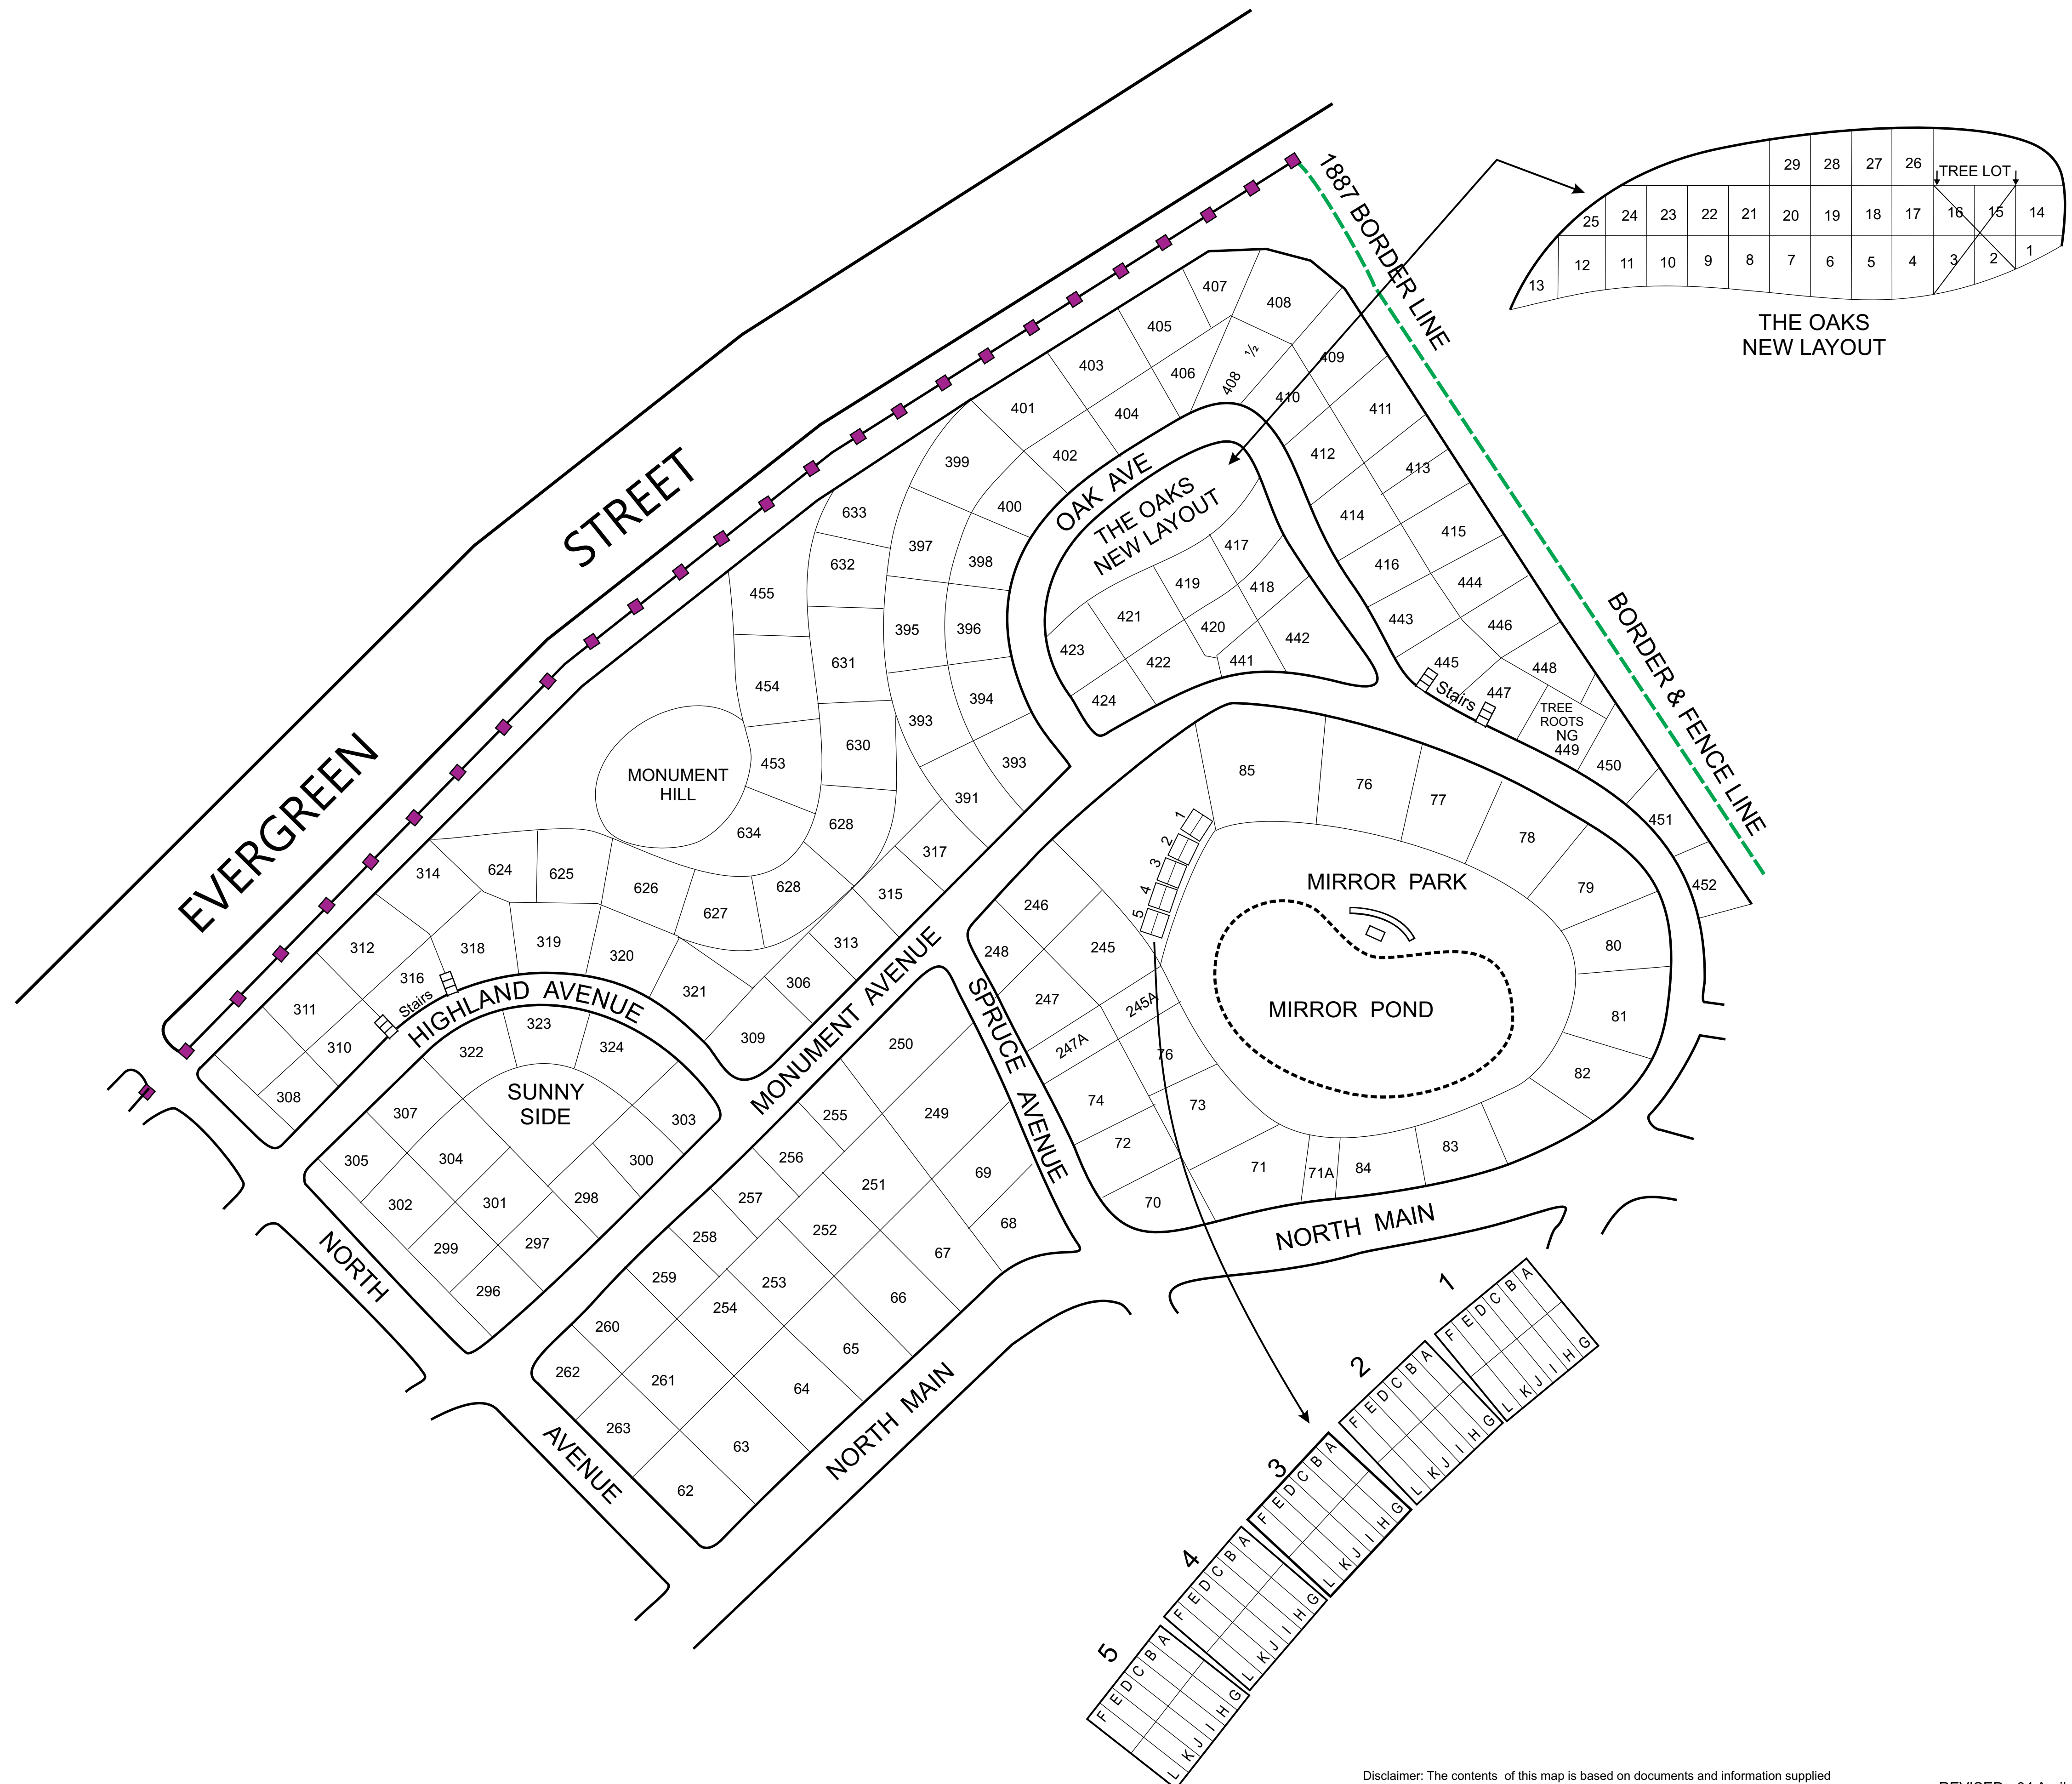 1887 BORDER LINE
29 28 27 26
TREE LOT
25 24 23 22 21 20 19 18 17 16 15 14
13 12 11 10 9 8 7 6 5 4 3 2 1
THE OAKS
NEW LAYOUT
EVERGREEN STREET
407 408
405
403 406 408 ½ 409
401 404 410 411
399 402 412 413
OAK AVE
THE OAKS
NEW LAYOUT
633 400 414 415
397 398 417 416
632 455 419 418 444
395 396 421 420 443 446
631 423 422 442 441 445 448
454 394 424 447
Stairs
TREE
ROOTS
NG
449
BORDER & FENCE LINE
393 630 450
MONUMENT
HILL
453 393 85 76 77
391 451
634 628 78
1
2
3
4
5
317
314 624 625 626 628 315 79 452
627
MIRROR PARK
246
312 318 319 320 313 248 245 80
316
Stairs
311 321 306 247 245A
HIGHLAND AVENUE
MONUMENT AVENUE
SPRUCE AVENUE
MIRROR POND
81
310 323 309 250 247A 76
322 324
308
SUNNY
SIDE
82
307 303 255 249 74 73
305 304 300 256 72 83
302 301 298 257 251 69 71 71A 84
299 297 258 252 68 70
296 259 253 67
NORTH MAIN
NORTH AVENUE
260 254 66
262 261 65
263 64
63
62
NORTH MAIN
1
A B C D E F
G H I J K L
2
A B C D E F
G H I J K L
3
A B C D E F
G H I J K L
4
A B C D E F
G H I J K L
5
A B C D E F
G H I J K L
Disclaimer: The contents of this map is based on documents and information supplied